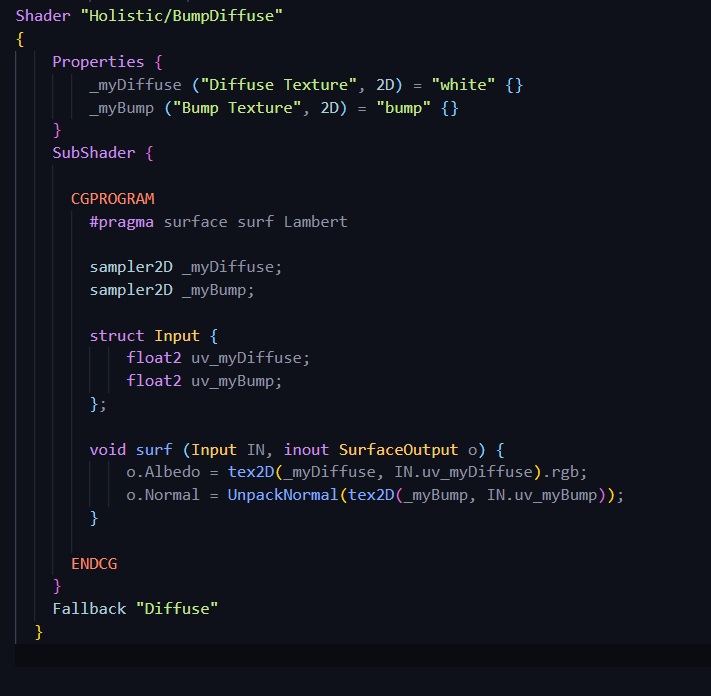 Shader "Holistic/BumpDiffuse"
{
Properties {
_myDiffuse ("Diffuse Texture", 2D) = "white" {}
_myBump ("Bump Texture", 2D) = "bump" {}
}
SubShader {
CGPROGRAM
#pragma surface surf Lambert
sampler2D _myDiffuse;
sampler2D _myBump;
struct Input {
float2 uv_myDiffuse;
float2 uv_myBump;
};
void surf (Input IN, inout SurfaceOutput o) {
o.Albedo = tex2D(_myDiffuse, IN.uv_myDiffuse).rgb;
o.Normal = UnpackNormal(tex2D(_myBump, IN.uv_myBump));
}
ENDCG
}
Fallback "Diffuse"
}